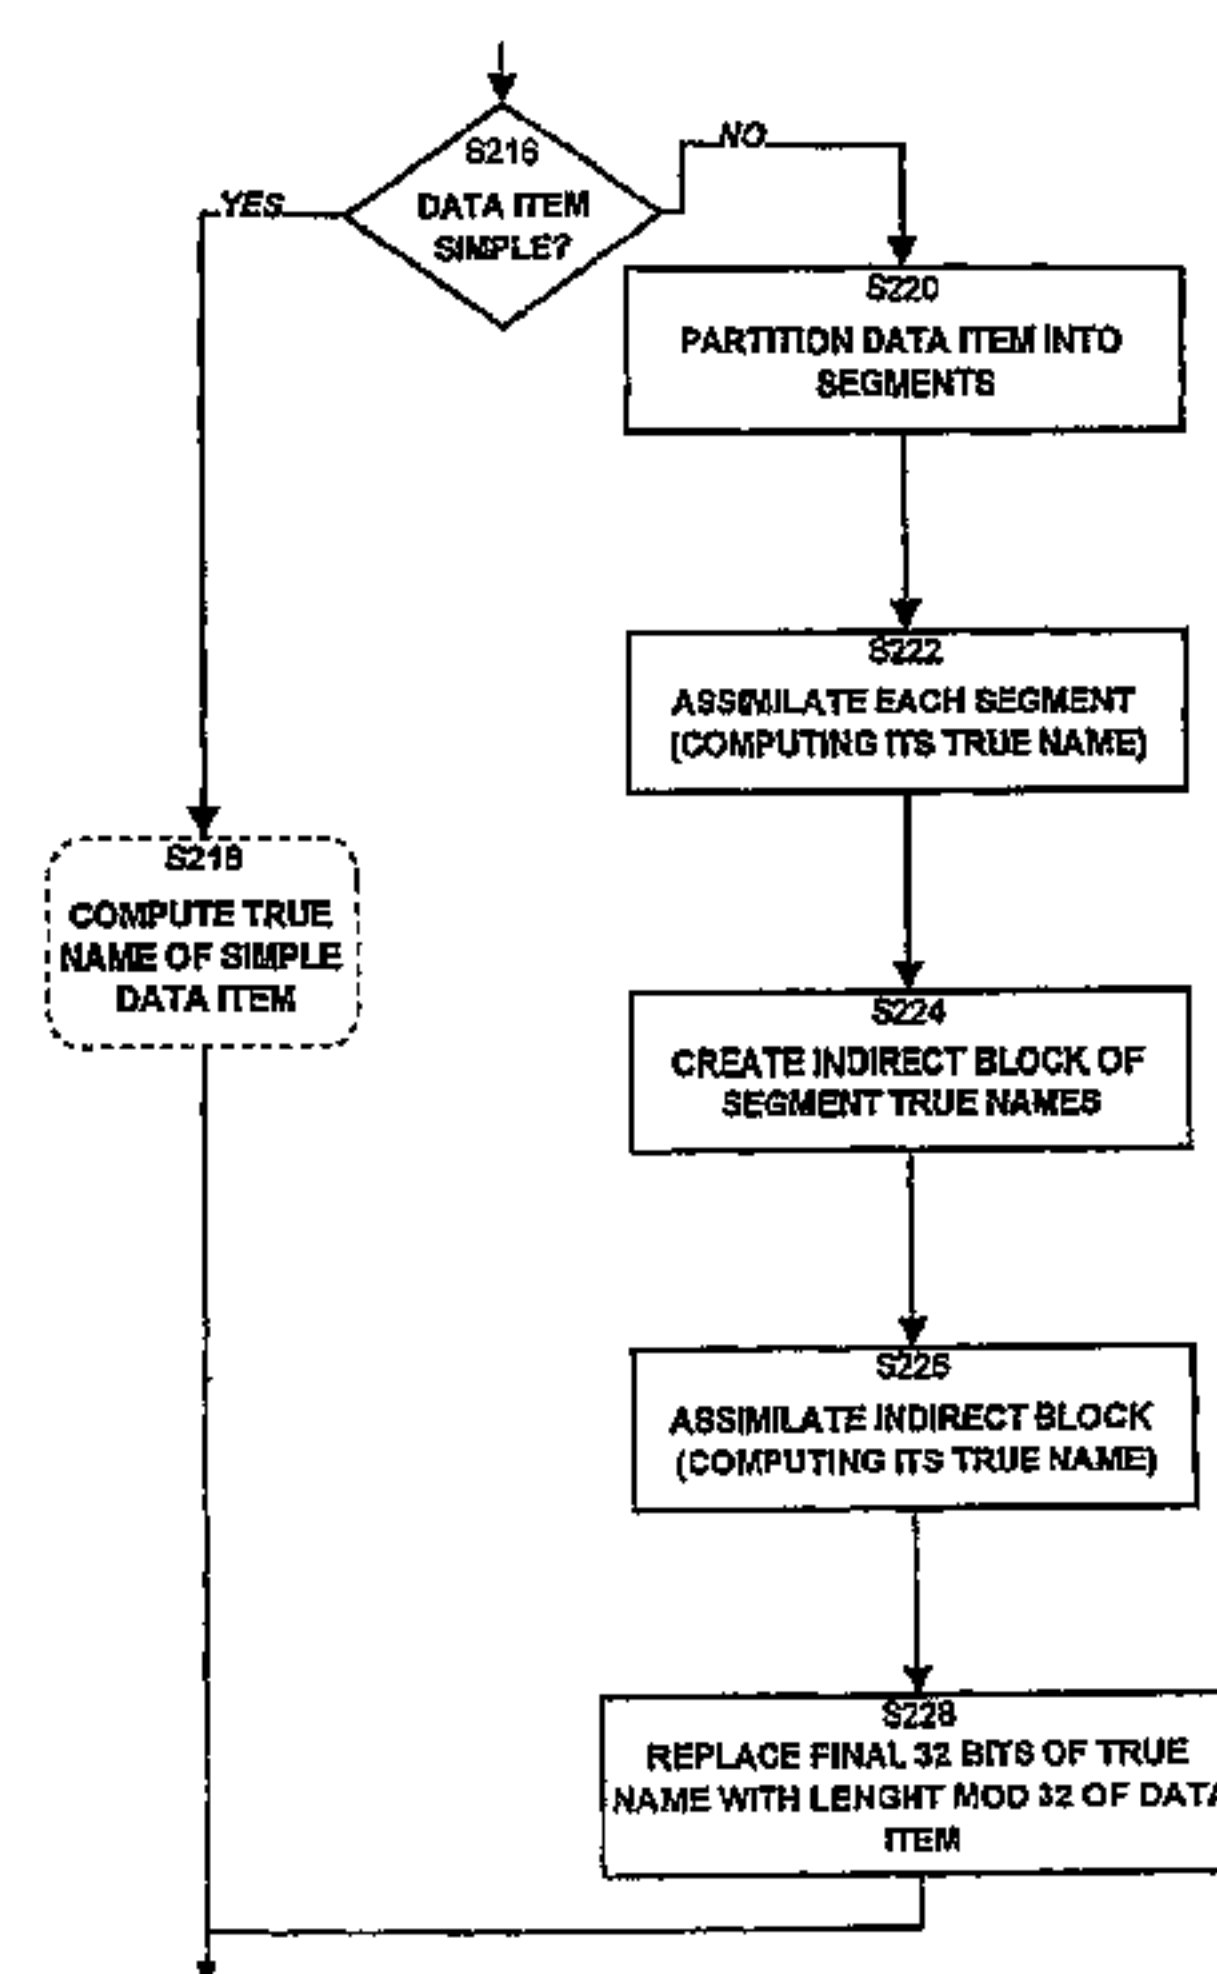 S216
DATA ITEM
SIMPLE?
YES
NO
S220
PARTITION DATA ITEM INTO
SEGMENTS
S222
ASSIMILATE EACH SEGMENT
(COMPUTING ITS TRUE NAME)
S218
COMPUTE TRUE
NAME OF SIMPLE
DATA ITEM
S224
CREATE INDIRECT BLOCK OF
SEGMENT TRUE NAMES
S226
ASSIMILATE INDIRECT BLOCK
(COMPUTING ITS TRUE NAME)
S228
REPLACE FINAL 32 BITS OF TRUE
NAME WITH LENGHT MOD 32 OF DATA
ITEM